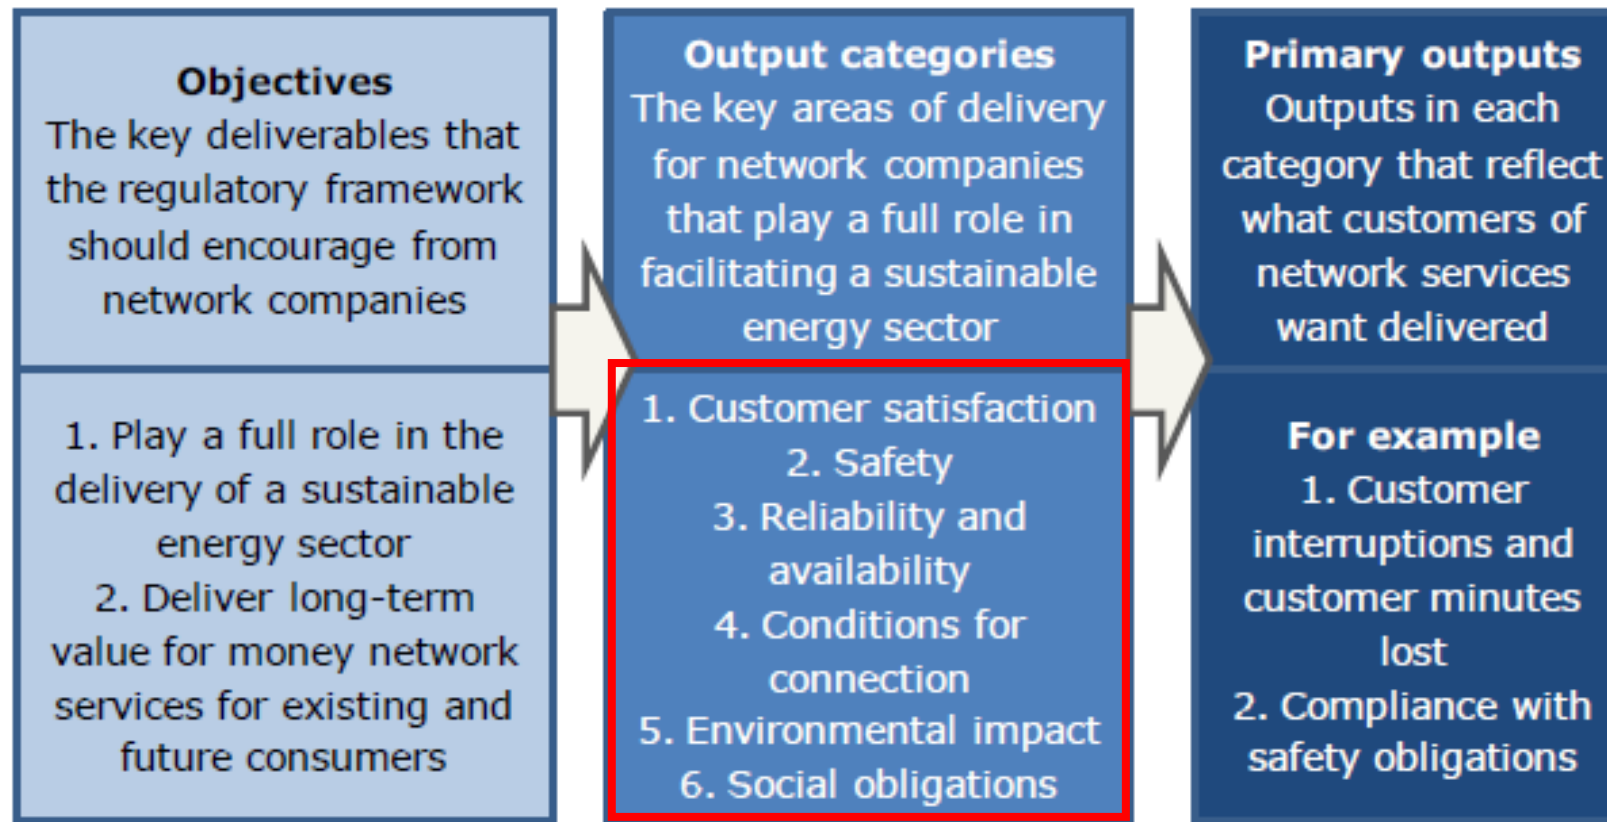 Objectives
The key deliverables that
the regulatory framework
should encourage from
network companies
1. Play a full role in the
delivery of a sustainable
energy sector
2. Deliver long-term
value for money network
services for existing and
future consumers
Output categories
The key areas of delivery
for network companies
that play a full role in
facilitating a sustainable
energy sector
1. Customer satisfaction
2. Safety
3. Reliability and
availability
4. Conditions for
connection
5. Environmental impact
6. Social obligations
Primary outputs
Outputs in each
category that reflect
what customers of
network services
want delivered
For example
1. Customer
interruptions and
customer minutes
lost
2. Compliance with
safety obligations